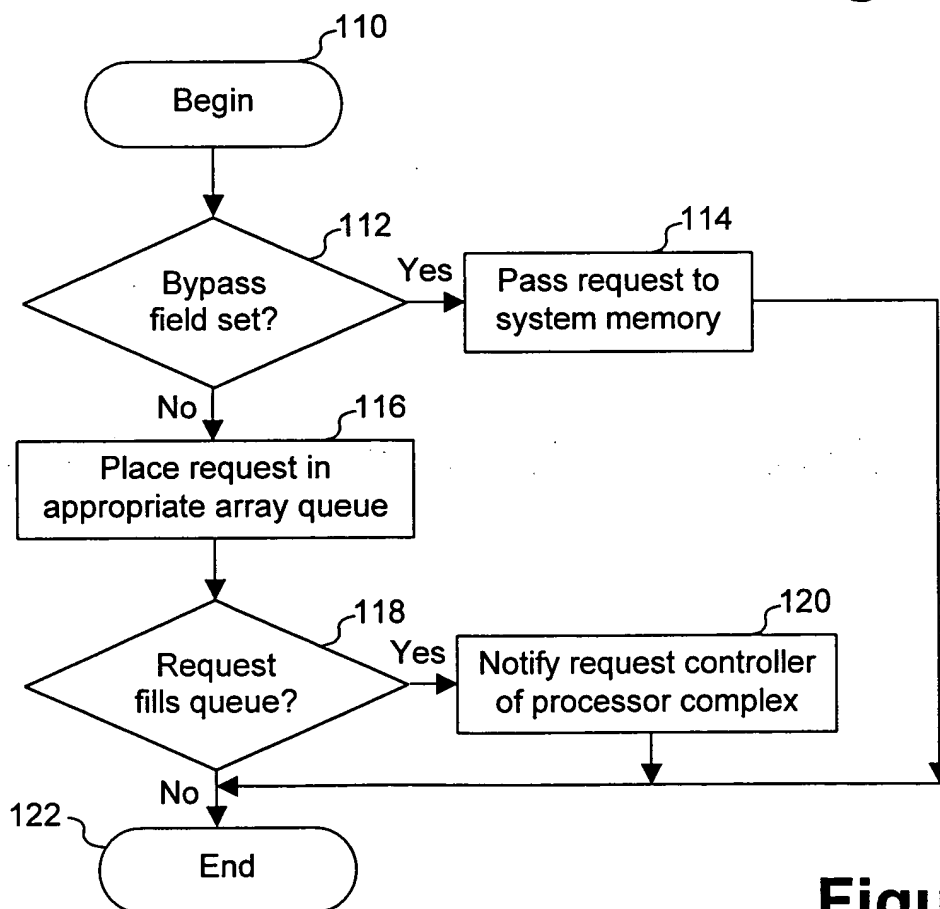 110
Begin
112
Bypass
field set?
Yes
114
Pass request to
system memory
No
116
Place request in
appropriate array queue
118
Request
fills queue?
Yes
120
Notify request controller
of processor complex
No
122
End